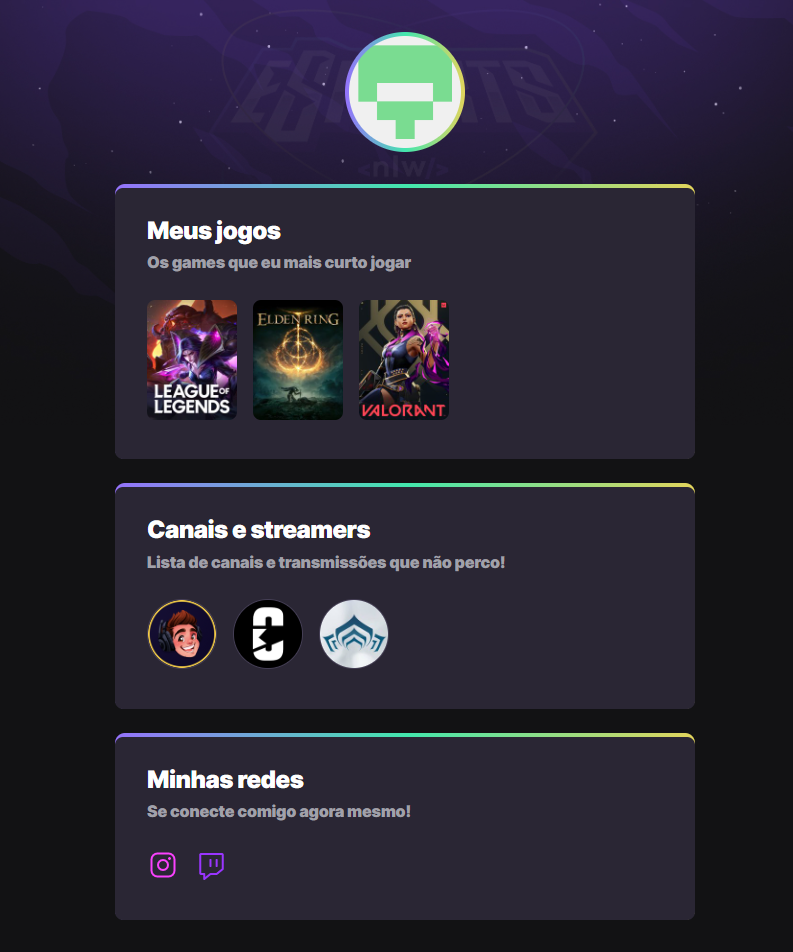 ESPORTS
<nlw/>
Meus jogos
Os games que eu mais curto jogar
LEAGUE OF
LEGENDS
ELDEN RING
VALORANT
Canais e streamers
Lista de canais e transmissões que não perco!
Minhas redes
Se conecte comigo agora mesmo!